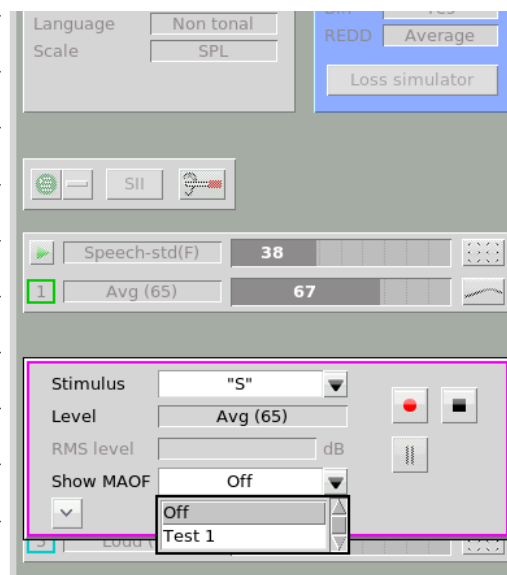 Language Non tonal
Scale SPL
REDD Average
Loss simulator
SII
Speech-std(F) 38
1 Avg (65) 67
Stimulus "S"
Level Avg (65)
RMS level dB
Show MAOF Off
Off
Test 1